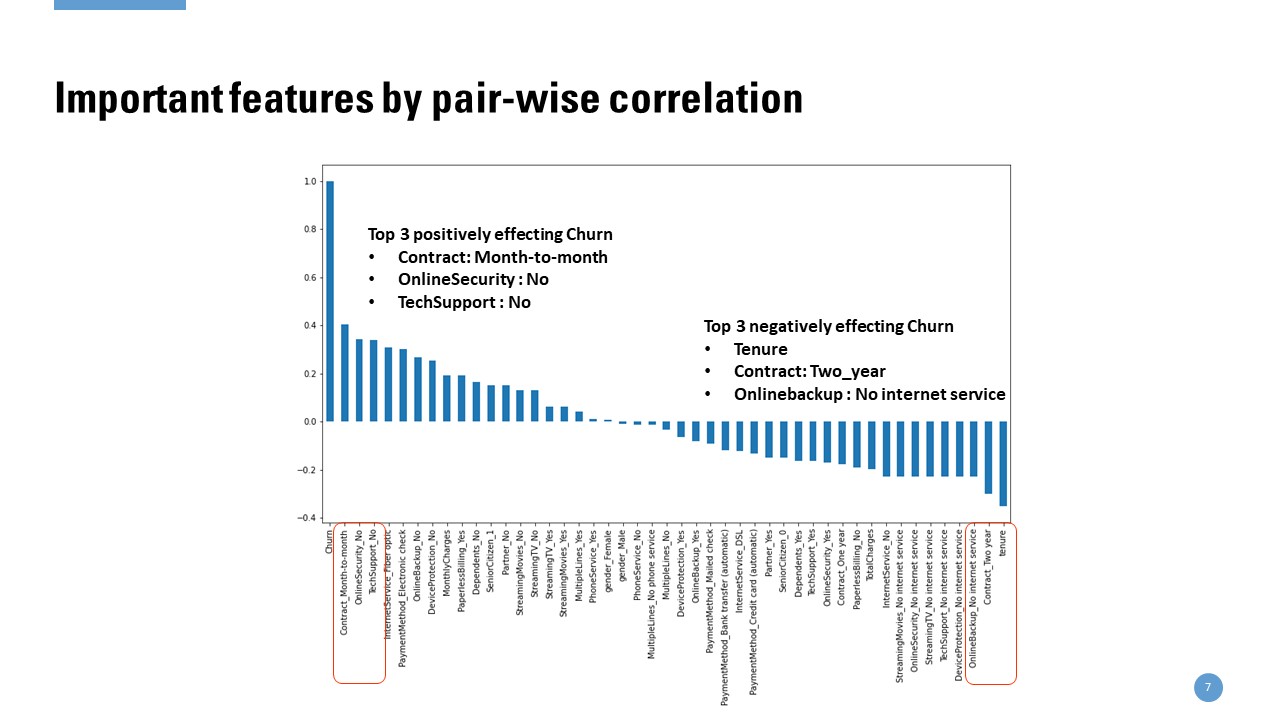 Important features by pair-wise correlation
1.0
0.8
0.6
0.4
0.2
0.0
−0.2
−0.4
Top 3 positively effecting Churn
• Contract: Month-to-month
• OnlineSecurity : No
• TechSupport : No
Top 3 negatively effecting Churn
• Tenure
• Contract: Two_year
• Onlinebackup : No internet service
Churn
Contract_Month-to-month
OnlineSecurity_No
TechSupport_No
InternetService_Fiber optic
PaymentMethod_Electronic check
OnlineBackup_No
DeviceProtection_No
MonthlyCharges
PaperlessBilling_Yes
Dependents_No
SeniorCitizen_1
Partner_No
StreamingMovies_No
StreamingTV_No
StreamingTV_Yes
StreamingMovies_Yes
MultipleLines_Yes
PhoneService_Yes
gender_Female
gender_Male
PhoneService_No
MultipleLines_No phone service
MultipleLines_No
DeviceProtection_Yes
OnlineBackup_Yes
PaymentMethod_Mailed check
PaymentMethod_Bank transfer (automatic)
InternetService_DSL
PaymentMethod_Credit card (automatic)
Partner_Yes
SeniorCitizen_0
Dependents_Yes
TechSupport_Yes
OnlineSecurity_Yes
Contract_One year
PaperlessBilling_No
TotalCharges
InternetService_No
StreamingMovies_No internet service
OnlineSecurity_No internet service
StreamingTV_No internet service
TechSupport_No internet service
DeviceProtection_No internet service
OnlineBackup_No internet service
Contract_Two year
tenure
7